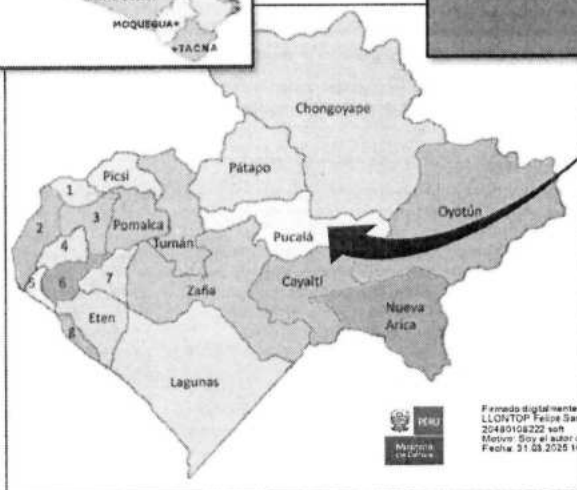 MOQUEGUA
TACNA
Chongoyape
Picsi
Pátapo
1
2
3
Pomalca
Oyotún
Tumán
Pucalá
4
5
6
7
Zaña
Cayaltí
Eten
Nueva
Arica
8
Lagunas
PERÚ
Ministerio
Firmado digitalmente
LLONTOP Felipe
20480108222 soft
Motivo: Soy el autor
Fecha: 31.03.2025